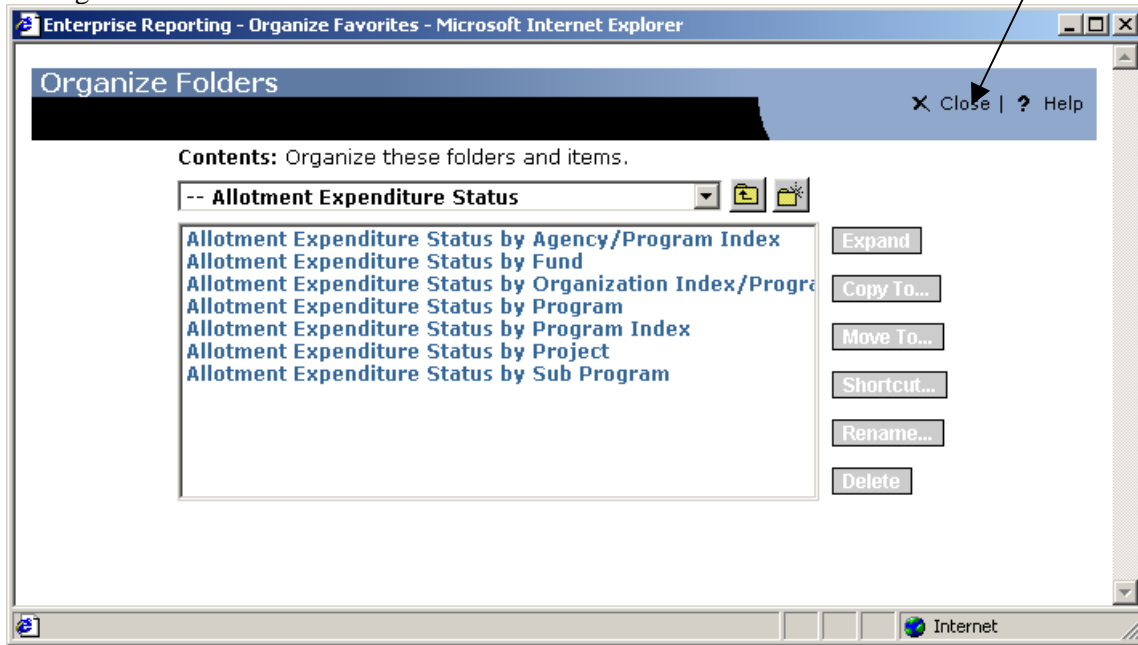 Enterprise Reporting - Organize Favorites - Microsoft Internet Explorer
Organize Folders
X Close | ? Help
Contents: Organize these folders and items.
-- Allotment Expenditure Status
Allotment Expenditure Status by Agency/Program Index
Allotment Expenditure Status by Fund
Allotment Expenditure Status by Organization Index/Progra
Allotment Expenditure Status by Program
Allotment Expenditure Status by Program Index
Allotment Expenditure Status by Project
Allotment Expenditure Status by Sub Program
Expand
Copy To...
Move To...
Shortcut...
Rename...
Delete
Internet